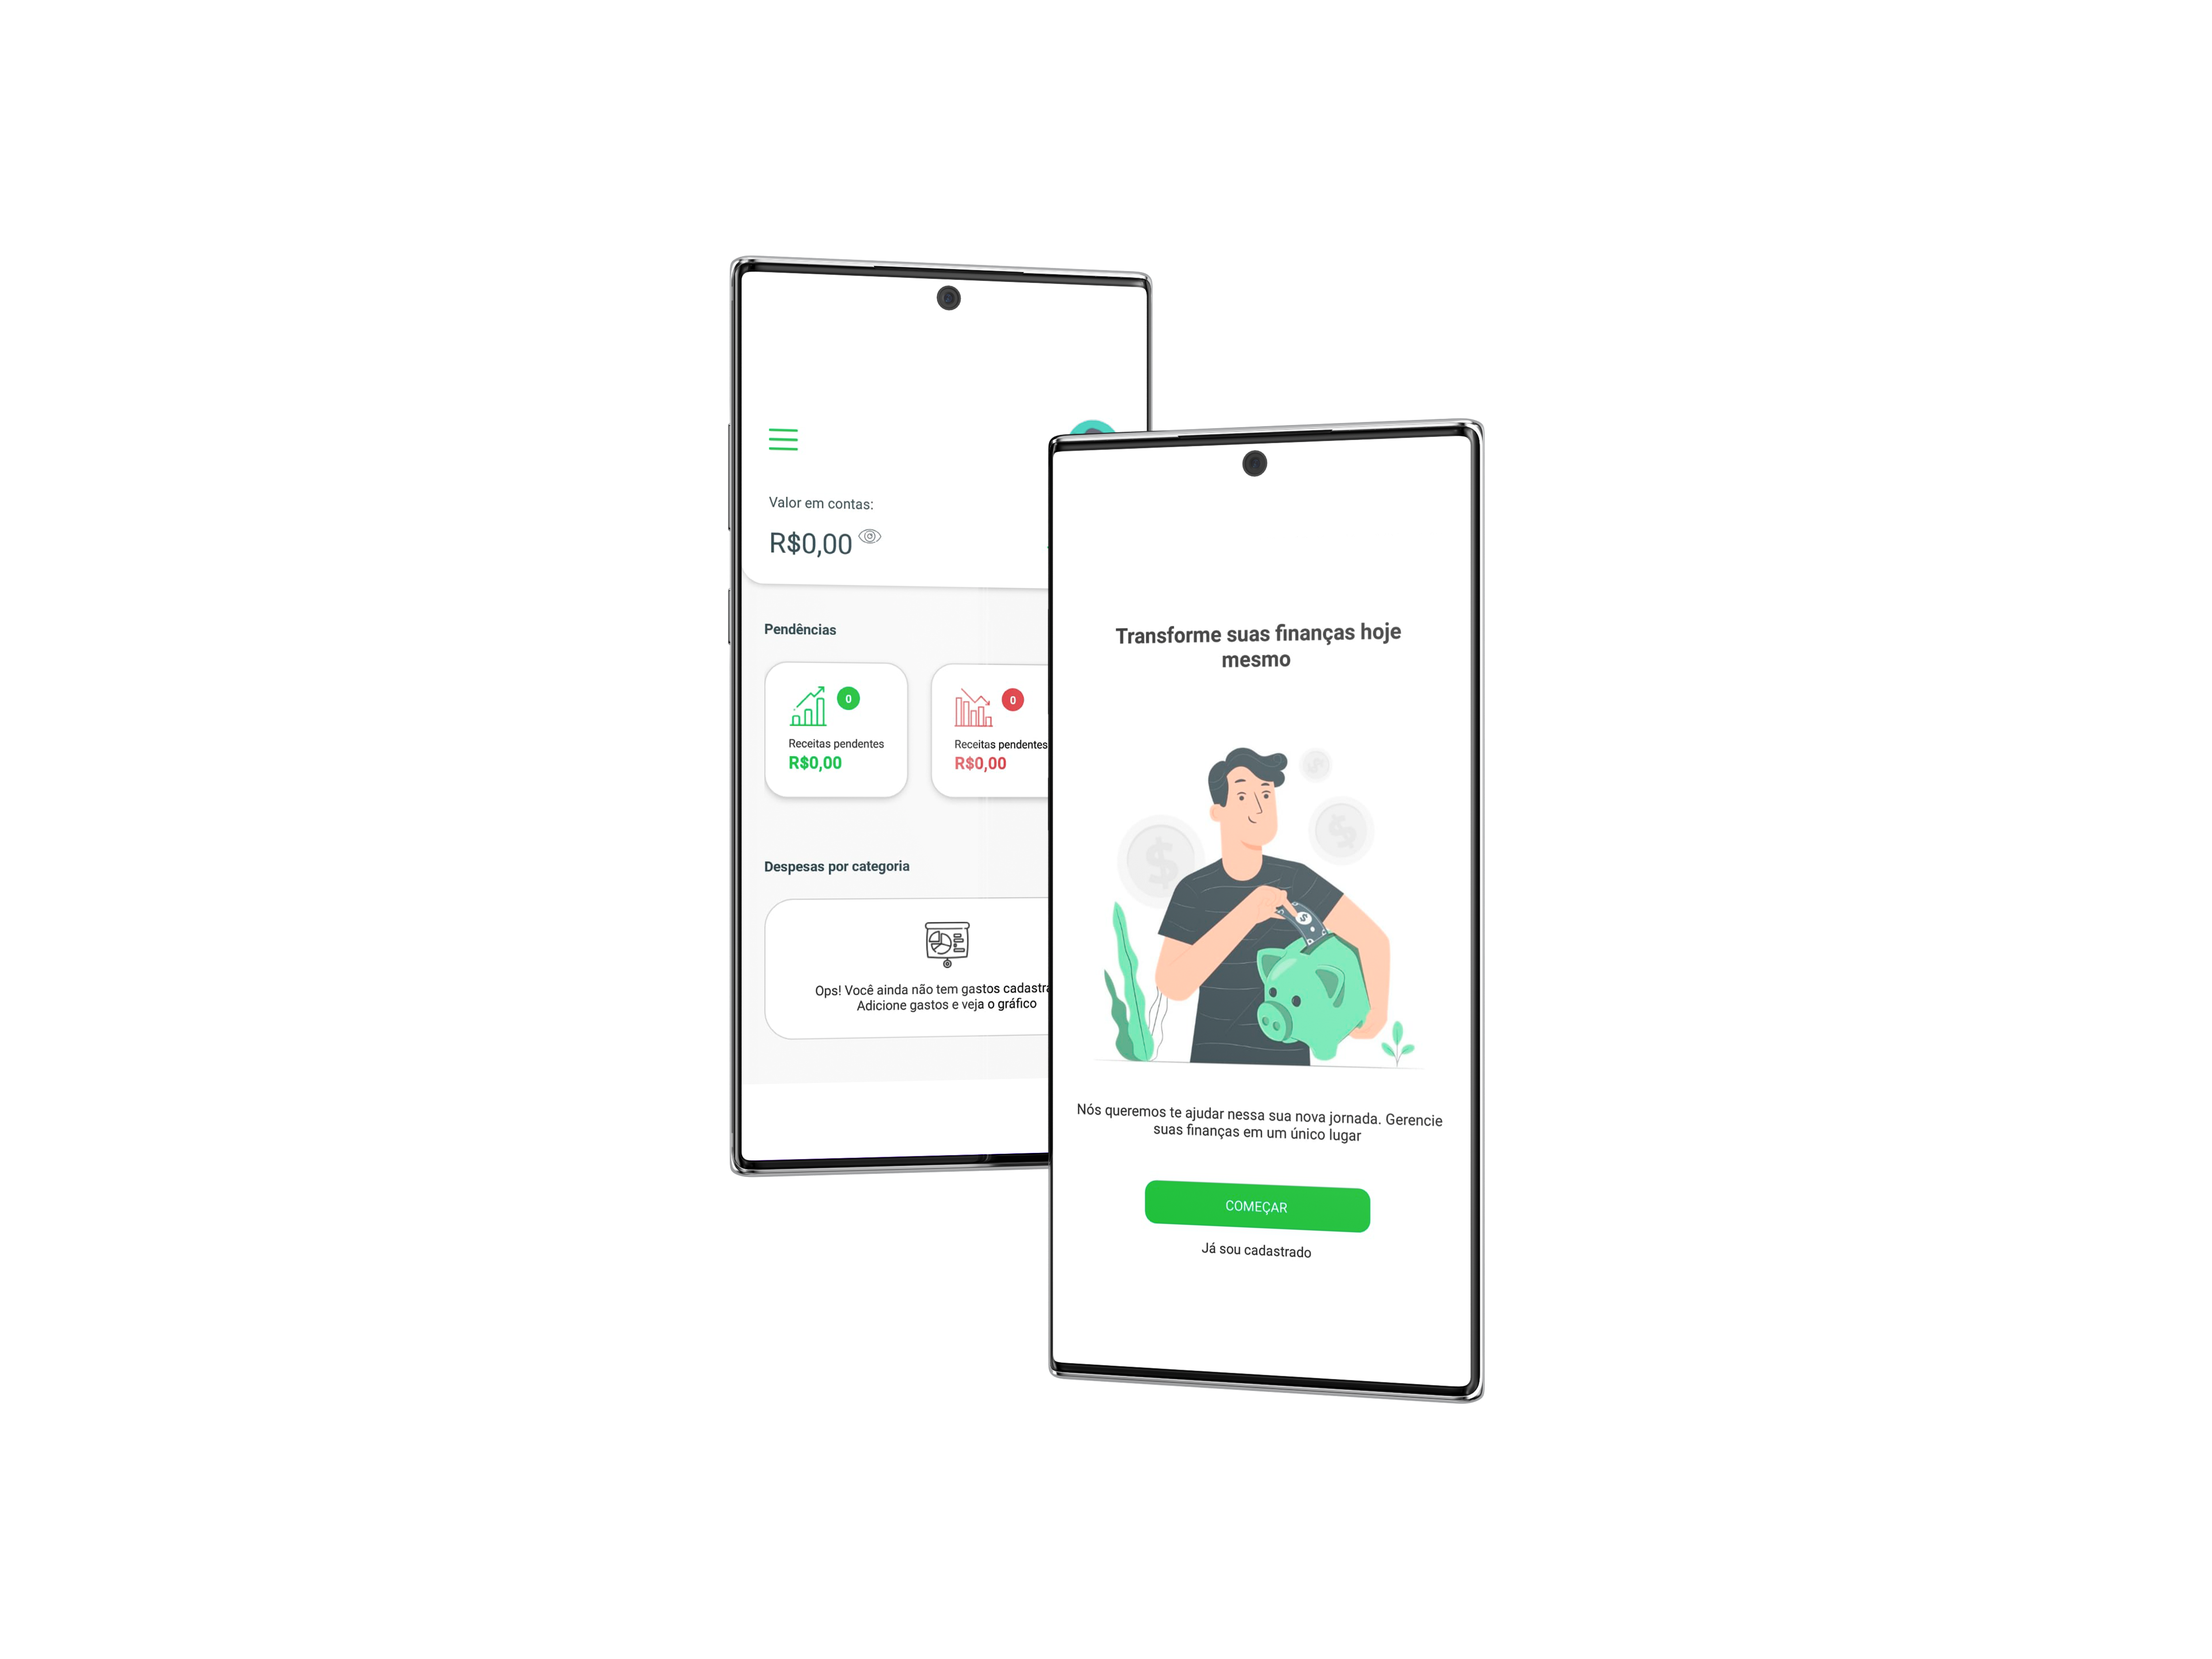 Valor em contas:
R$0,00
Pendências
0
Receitas pendentes
R$0,00
0
Receitas pendentes
R$0,00
Despesas por categoria
Ops! Você ainda não tem gastos
Adicione gastos e veja o gráfico
Transforme suas finanças hoje
mesmo
$
$
$
$
Nós queremos te ajudar nessa sua nova jornada. Gerencie
suas finanças em um único lugar
COMEÇAR
Já sou cadastrado